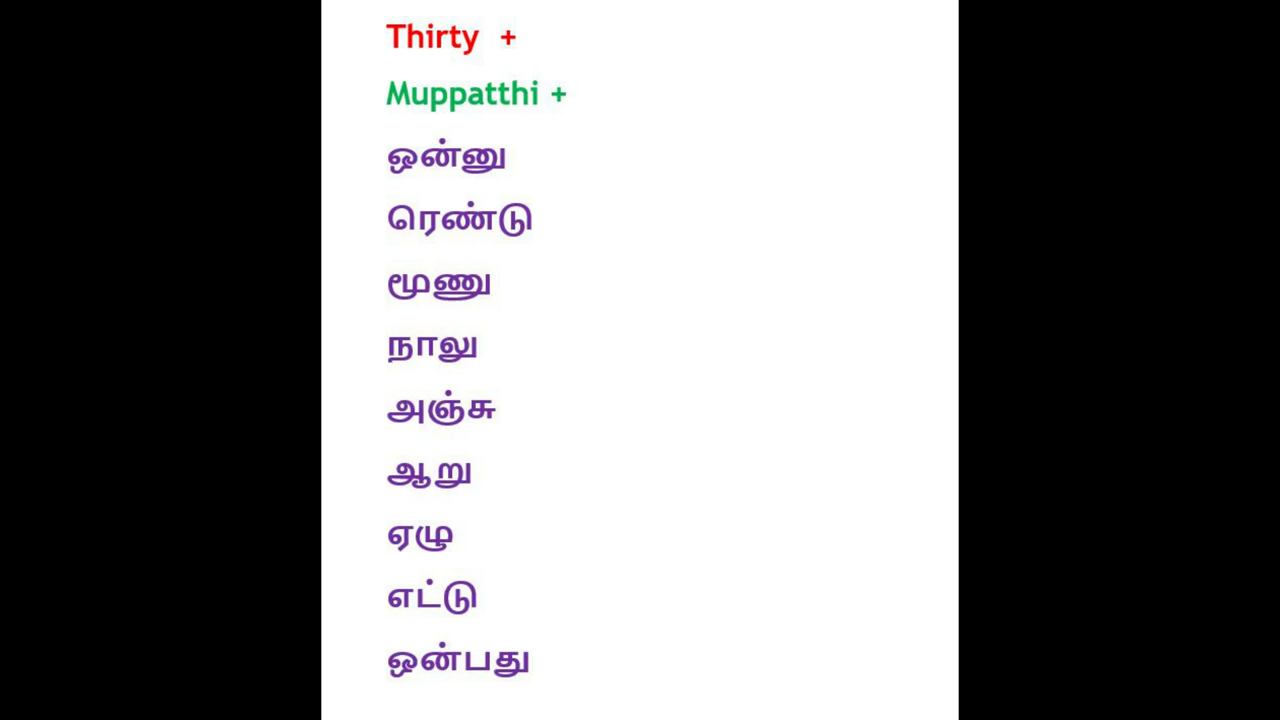 Thirty +
Muppatthi +
ஒன்னு
ரெண்டு
மூணு
நாலு
அஞ்சு
ஆறு
ஏழு
எட்டு
ஒன்பது